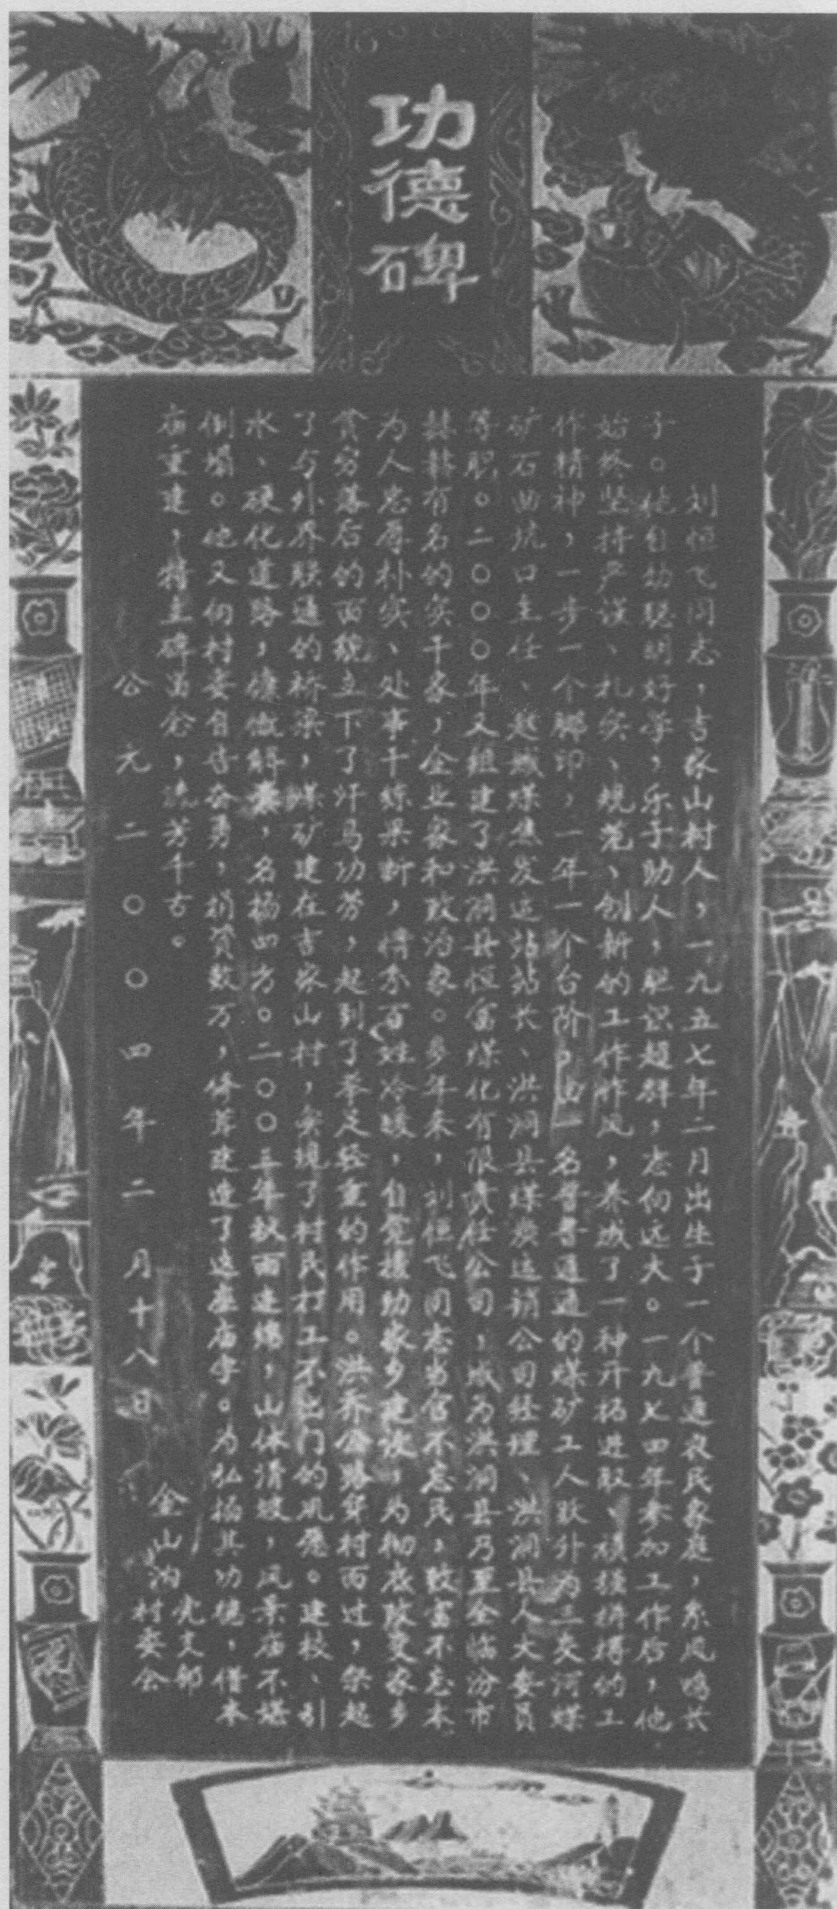 功德碑
刘恒飞同志，吉家山村人，一九五七年二月出生于一个普通农民家庭，系凤鸣长
子。他自幼聪明好学，乐于助人，胆识超群，志向远大。一九七四年参加工作后，他
始终坚持严谨、扎实、规范、创新的工作作风，养成了一种开拓进取、顽强拼搏的工
作精神，一步一个脚印，一年一个台阶，由一名普普通通的煤矿工人跃升为三交河煤
矿石曲坑口主任、赵城煤焦发运站站长、洪洞县煤炭运销公司经理、洪洞县人大委员
等职。二〇〇〇年又组建了洪洞县恒富煤化有限责任公司，成为洪洞县乃至全临汾市
赫赫有名的实干家，企业家和政治家。多年来，刘恒飞同志当官不忘民，致富不忘本，
为人忠厚朴实、处事干练果断，情系百姓冷暖，自觉援助家乡建设，为彻底改变家乡
贫穷落后的面貌立下了汗马功劳，起到了举足轻重的作用。洪乔公路穿村而过，架起
了与外界联通的桥梁，煤矿建在吉家山村，实现了村民打工不出门的夙愿。建校、引
水、硬化道路，慷慨解囊，名扬四方。二〇〇三年秋雨连绵，山体滑坡，风景庙不堪
倒塌。他又向村委自告奋勇，捐资数万，修葺建造了这座庙宇。为弘扬其功德，借本
庙重建，特立碑留念，流芳千古。
公元二〇〇四年二月十八日
金山沟党支部
村委会